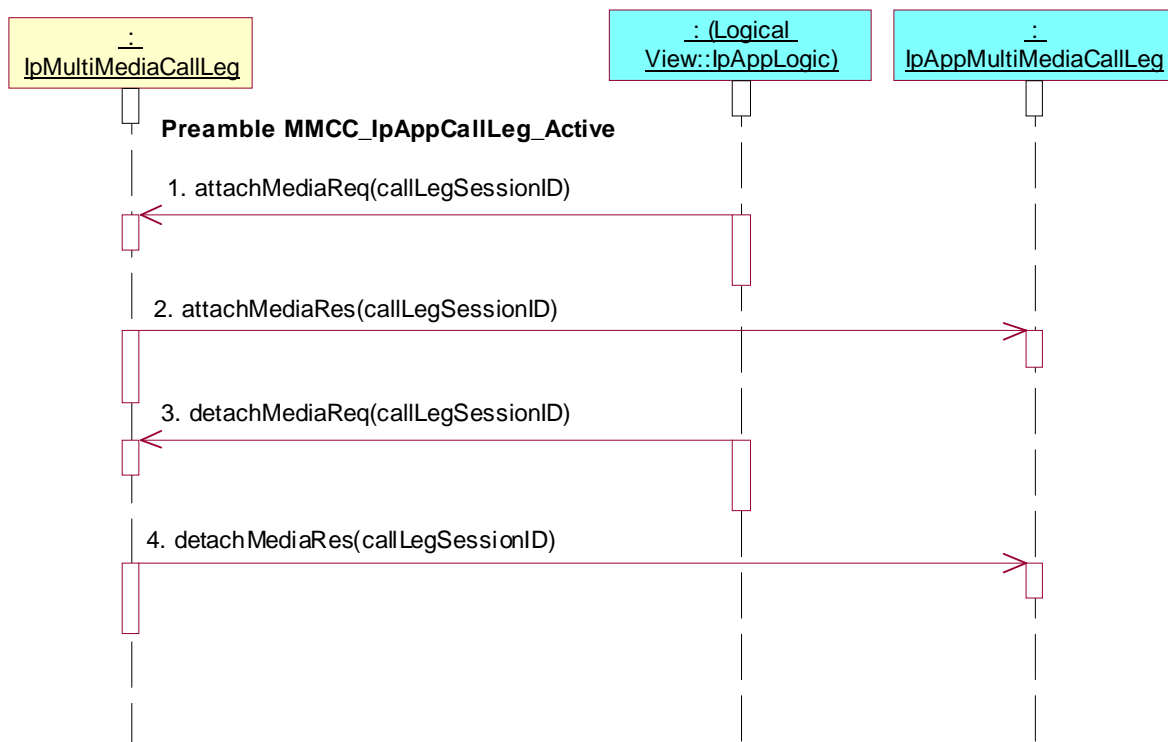 :
IpMultiMediaCallLeg
: (Logical
View::IpAppLogic)
:
IpAppMultiMediaCallLeg
Preamble MMCC_IpAppCallLeg_Active
1. attachMediaReq(callLegSessionID)
2. attachMediaRes(callLegSessionID)
3. detachMediaReq(callLegSessionID)
4. detachMediaRes(callLegSessionID)